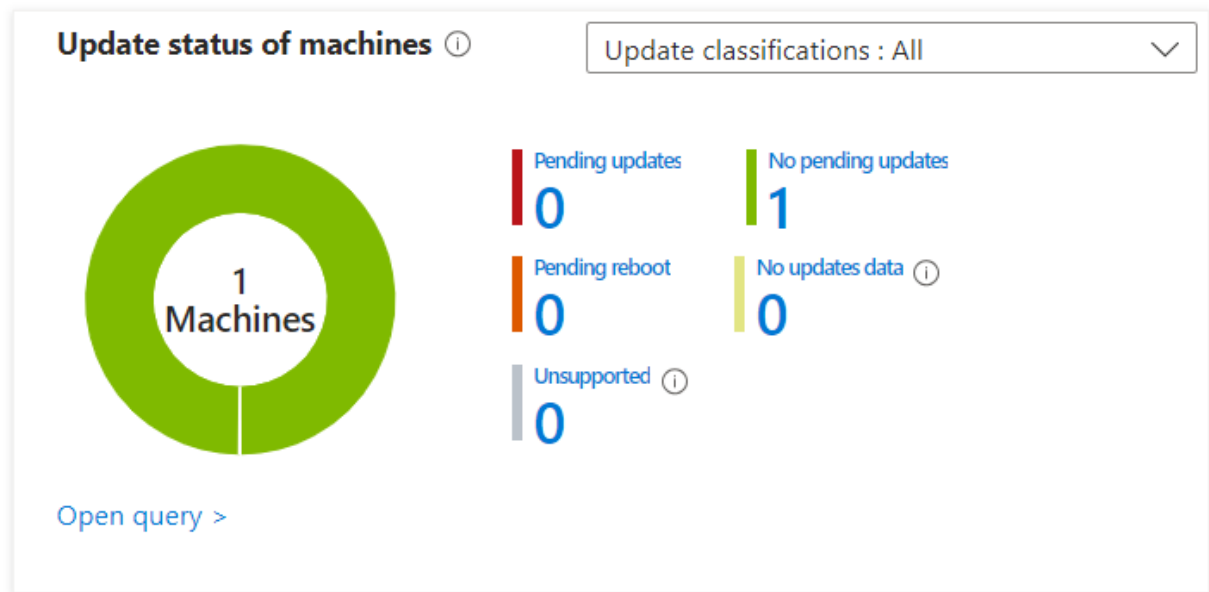 Update status of machines
Update classifications : All
1
Machines
Pending updates
0
No pending updates
1
Pending reboot
0
No updates data
0
Unsupported
0
Open query >